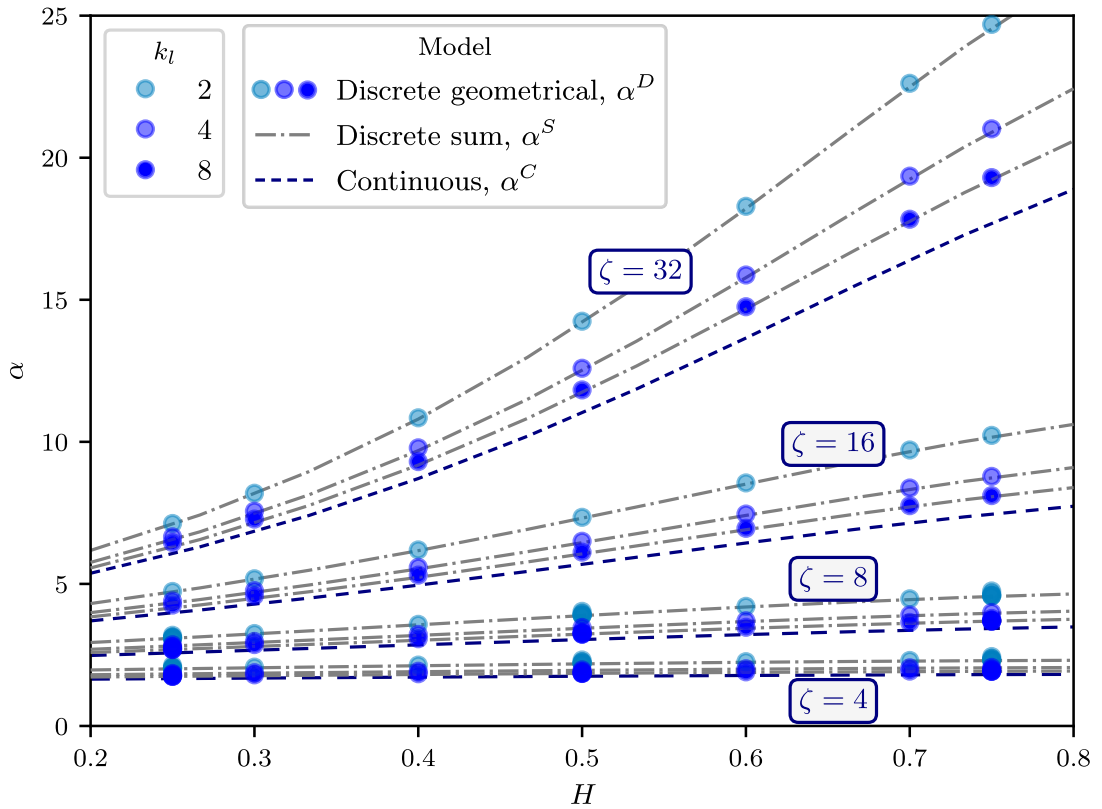 25
20
15
10
5
0
α
k_l
2
4
8
Model
Discrete geometrical, α^D
Discrete sum, α^S
Continuous, α^C
ζ = 32
ζ = 16
ζ = 8
ζ = 4
0.2 0.3 0.4 0.5 0.6 0.7 0.8
H